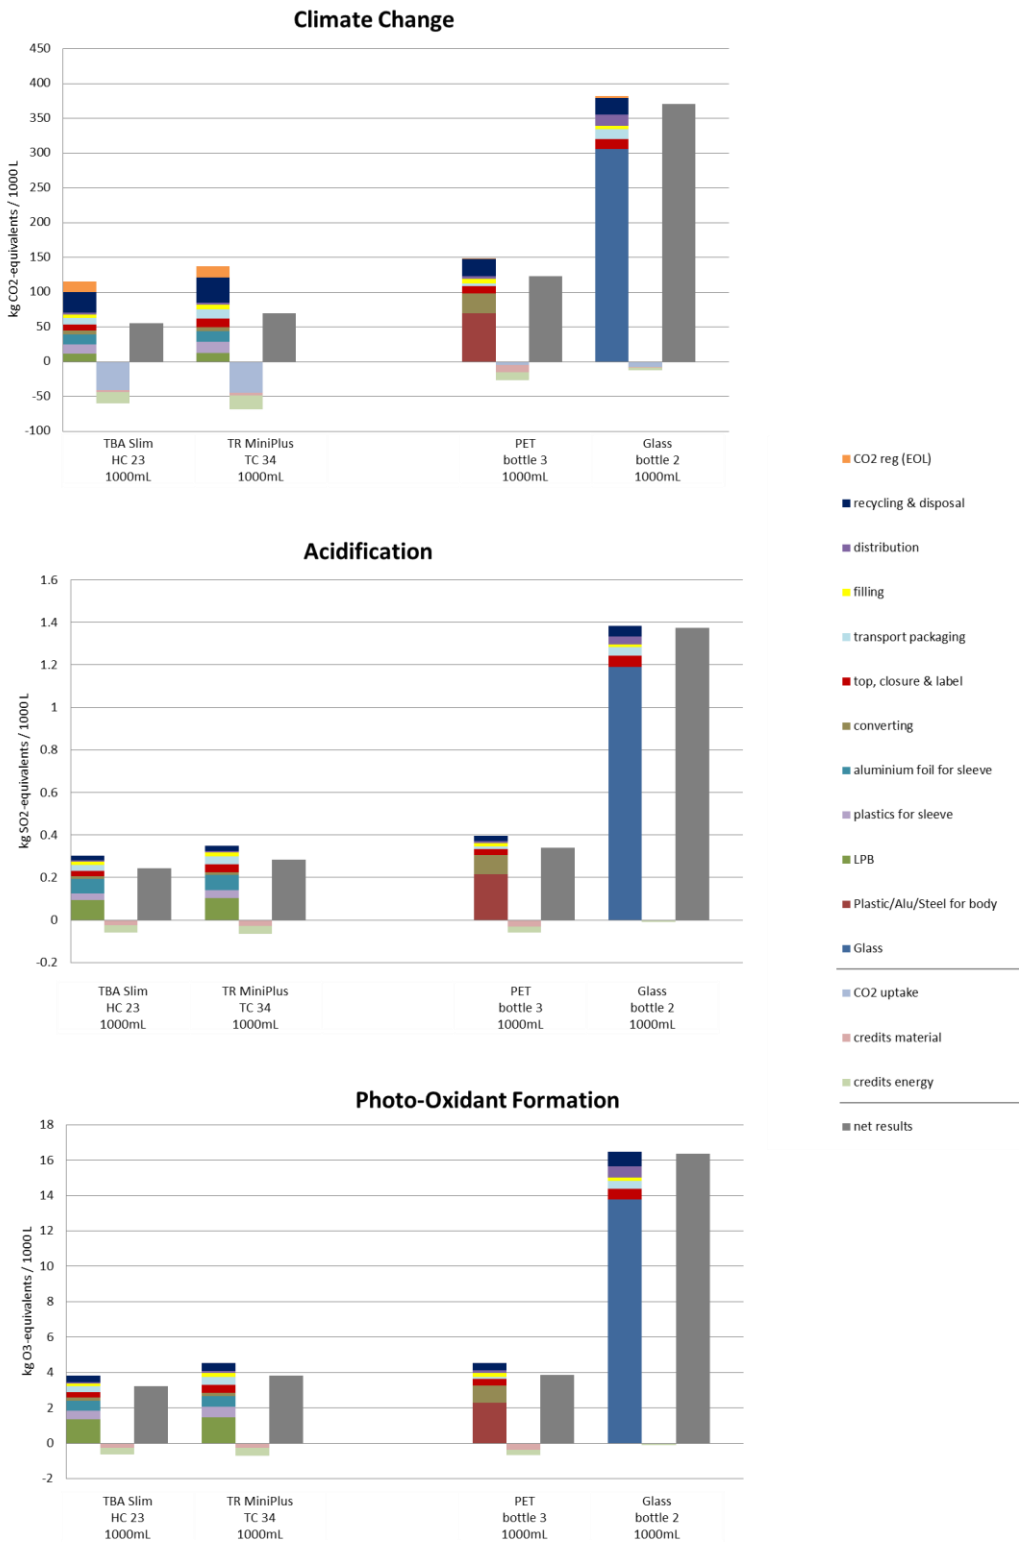 Climate Change
kg CO2-equivalents / 1000 L
450
400
350
300
250
200
150
100
50
0
-50
-100
TBA Slim
HC 23
1000mL
TR MiniPlus
TC 34
1000mL
PET
bottle 3
1000mL
Glass
bottle 2
1000mL
Acidification
kg SO2-equivalents / 1000 L
1.6
1.4
1.2
1
0.8
0.6
0.4
0.2
0
-0.2
TBA Slim
HC 23
1000mL
TR MiniPlus
TC 34
1000mL
PET
bottle 3
1000mL
Glass
bottle 2
1000mL
Photo-Oxidant Formation
kg O3-equivalents / 1000 L
18
16
14
12
10
8
6
4
2
0
-2
TBA Slim
HC 23
1000mL
TR MiniPlus
TC 34
1000mL
PET
bottle 3
1000mL
Glass
bottle 2
1000mL
CO2 reg (EOL)
recycling & disposal
distribution
filling
transport packaging
top, closure & label
converting
aluminium foil for sleeve
plastics for sleeve
LPB
Plastic/Alu/Steel for body
Glass
CO2 uptake
credits material
credits energy
net results